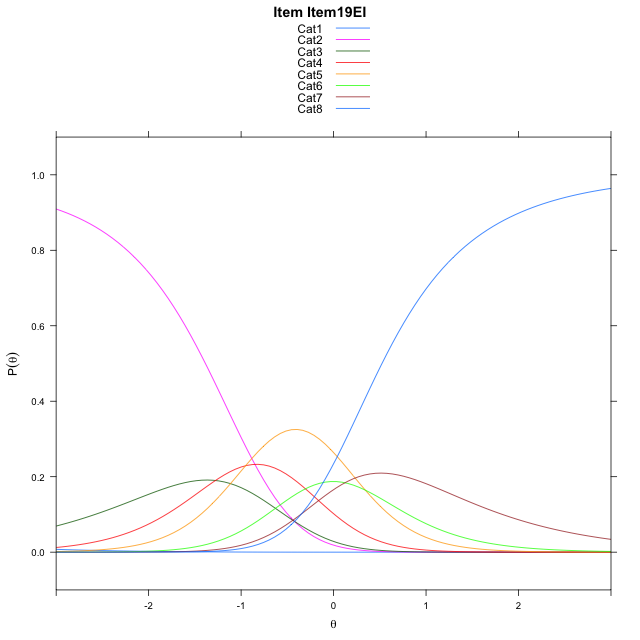 Item Item19EI
Cat1
Cat2
Cat3
Cat4
Cat5
Cat6
Cat7
Cat8
1.0
0.8
0.6
0.4
0.2
0.0
P(θ)
-2 -1 0 1 2
θ